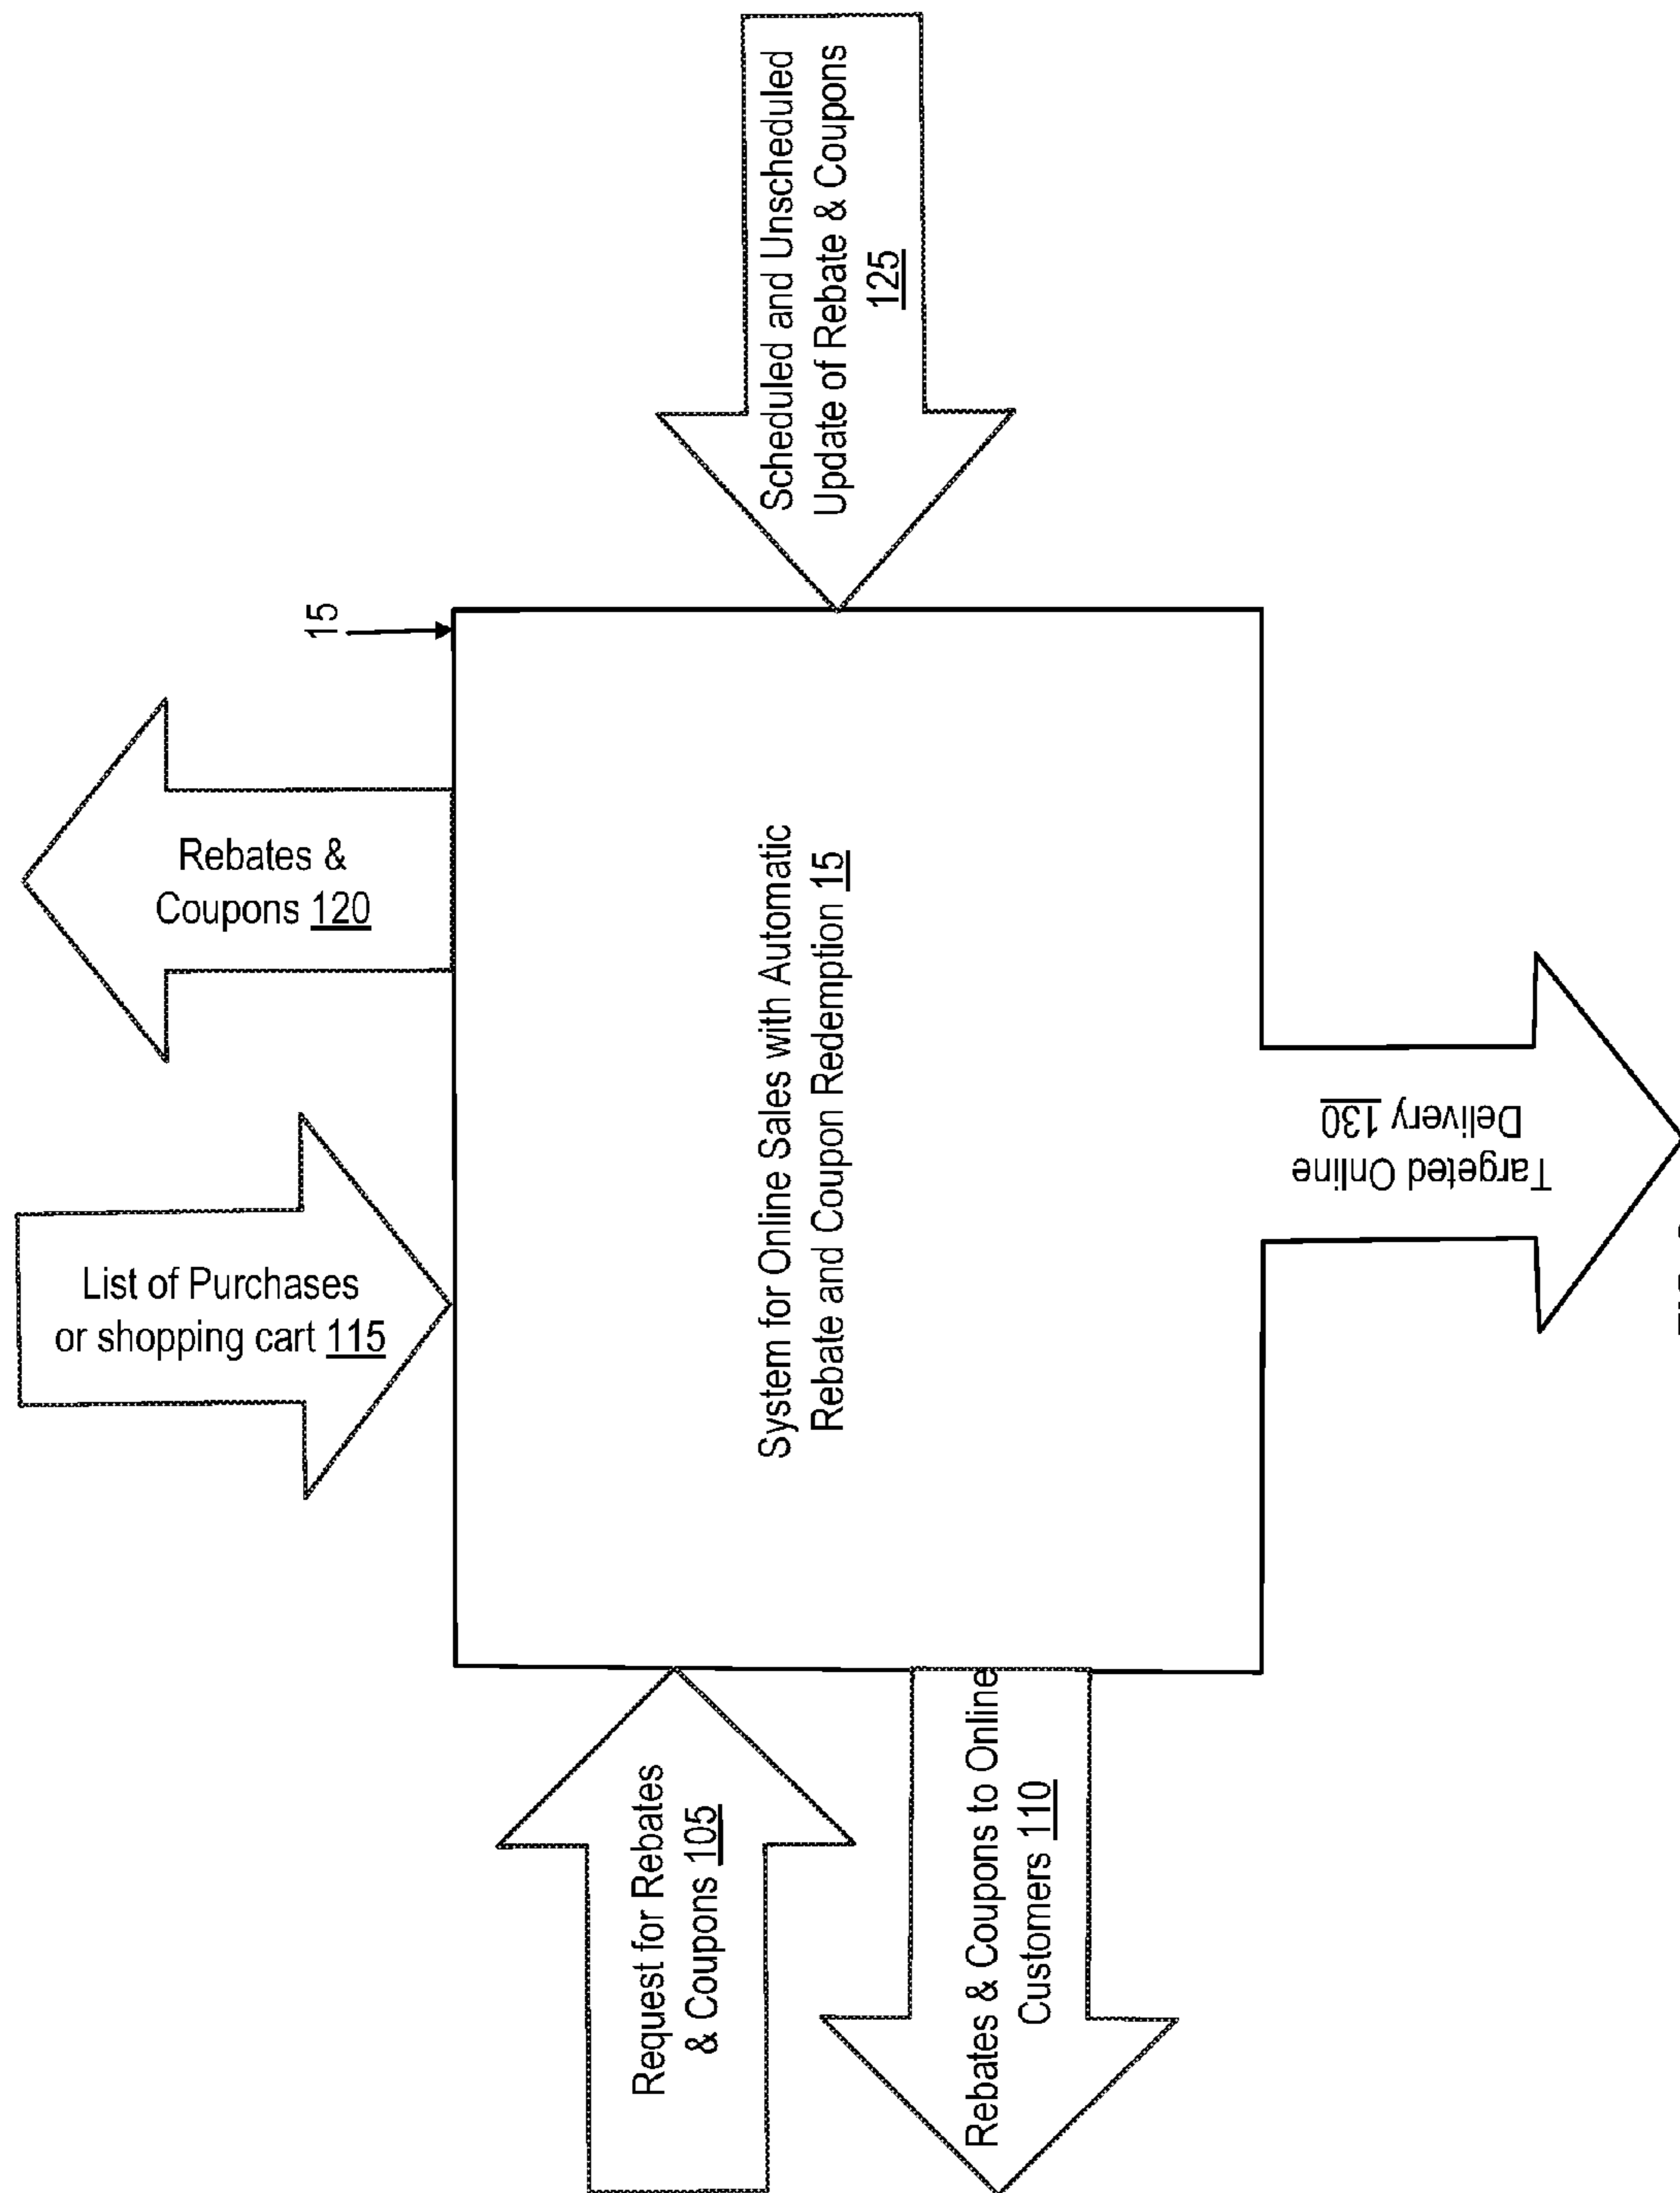 List of Purchases
or shopping cart 115
Rebates &
Coupons 120
15
Request for Rebates
& Coupons 105
Rebates & Coupons to Online
Customers 110
System for Online Sales with Automatic
Rebate and Coupon Redemption 15
Scheduled and Unscheduled
Update of Rebate & Coupons
125
Targeted Online
Delivery 130